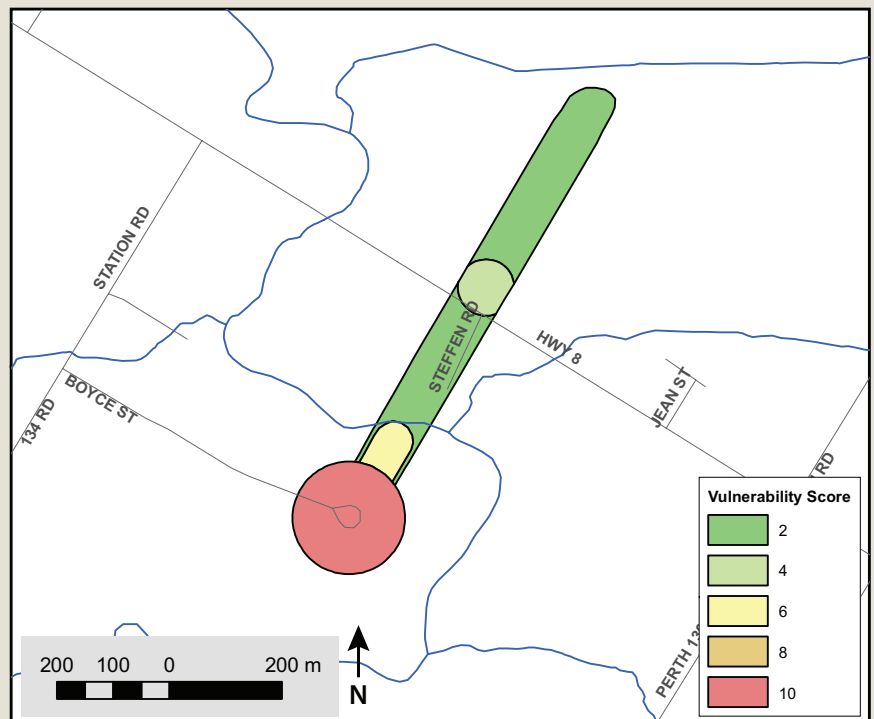 STATION RD
STEFFEN RD
HWY 8
BOYCE ST
JEAN ST
134 RD
RD
Vulnerability Score
2
4
6
8
10
PERTH
200 100 0 200 m
N